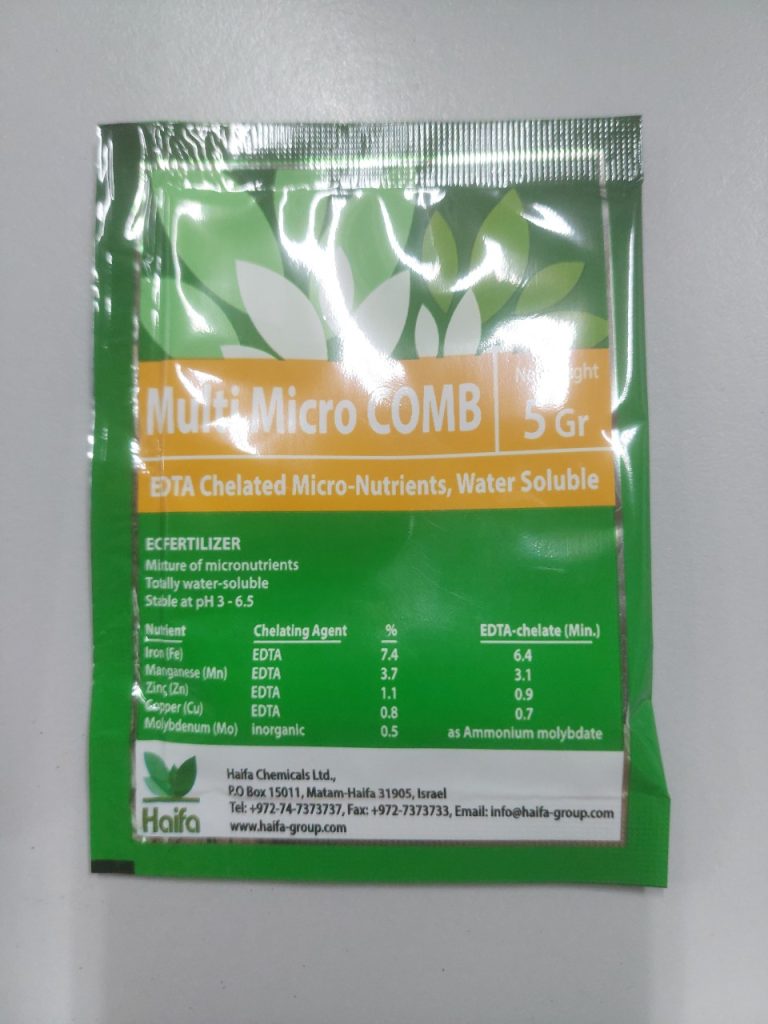 Multi Micro COMB
5 Gr
EDTA Chelated Micro-Nutrients, Water Soluble
ECFERTILIZER
Mixture of micronutrients
Totally water-soluble
Stable at pH 3 - 6.5
Nutrient Chelating Agent % EDTA-chelate (Min.)
Iron (Fe) EDTA 7.4 6.4
Manganese (Mn) EDTA 3.7 3.1
Zinc (Zn) EDTA 1.1 0.9
Copper (Cu) EDTA 0.8 0.7
Molybdenum (Mo) inorganic 0.5 as Ammonium molybdate
Haifa
Haifa Chemicals Ltd.,
P.O Box 15011, Matam-Haifa 31905, Israel
Tel: +972-74-7373737, Fax: +972-7373733, Email: info@haifa-group.com
www.haifa-group.com